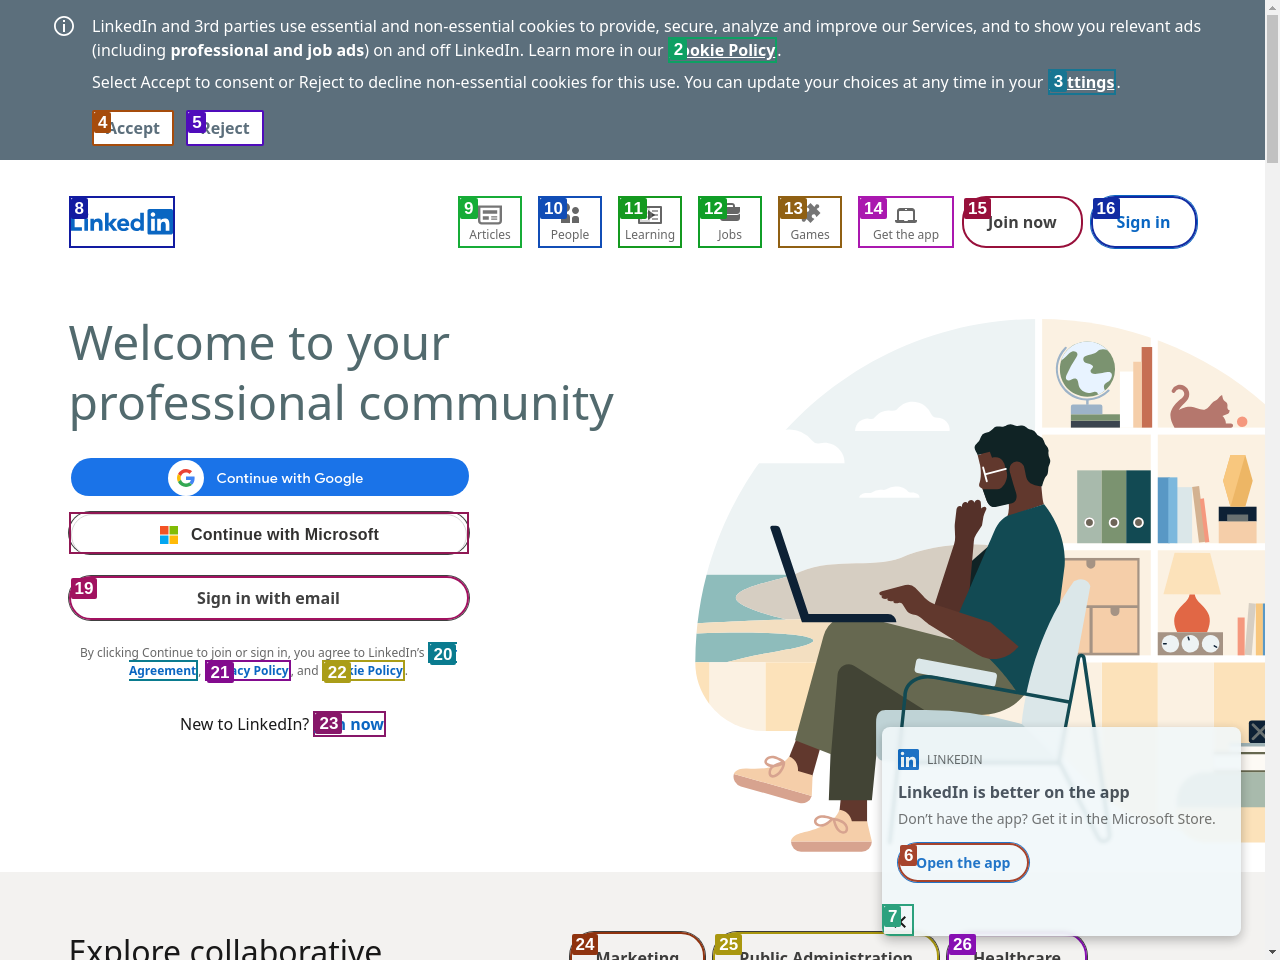 LinkedIn and 3rd parties use essential and non-essential cookies to provide, secure, analyze and improve our Services, and to show you relevant ads
(including professional and job ads) on and off LinkedIn. Learn more in our 2 okie Policy.
Select Accept to consent or Reject to decline non-essential cookies for this use. You can update your choices at any time in your 3 ttings.
4 Accept 5 Reject
8 LinkedIn 9 Articles 10 People 11 Learning 12 Jobs 13 Games 14 Get the app 15 Join now 16 Sign in
Welcome to your
professional community
Continue with Google
Continue with Microsoft
19 Sign in with email
By clicking Continue to join or sign in, you agree to LinkedIn’s 20
Agreement, 21 acy Policy, and 22 kie Policy.
New to LinkedIn? 23 now
in LINKEDIN
LinkedIn is better on the app
Don’t have the app? Get it in the Microsoft Store.
6 Open the app
7
Explore collaborative
24 Marketing 25 Public Administration 26 Healthcare